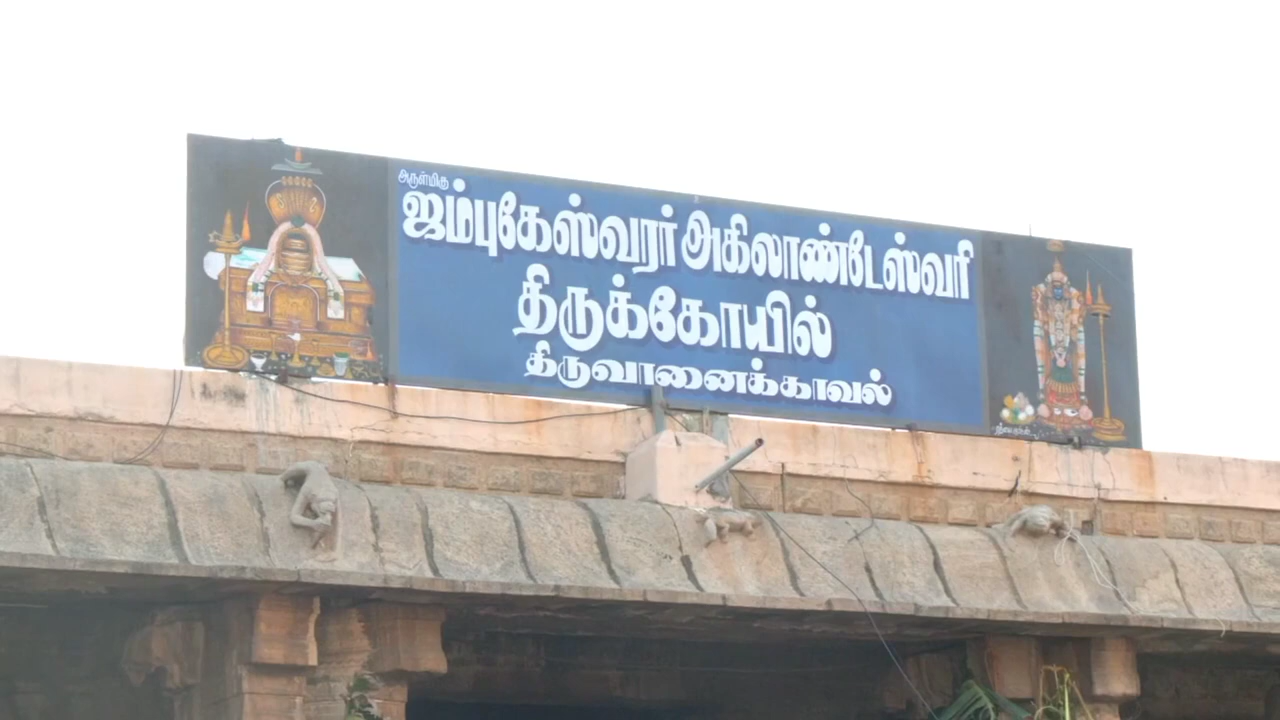 அருள்மிகு
ஜம்புகேஸ்வரர் அகிலாண்டேஸ்வரி
திருக்கோயில்
திருவானைக்காவல்